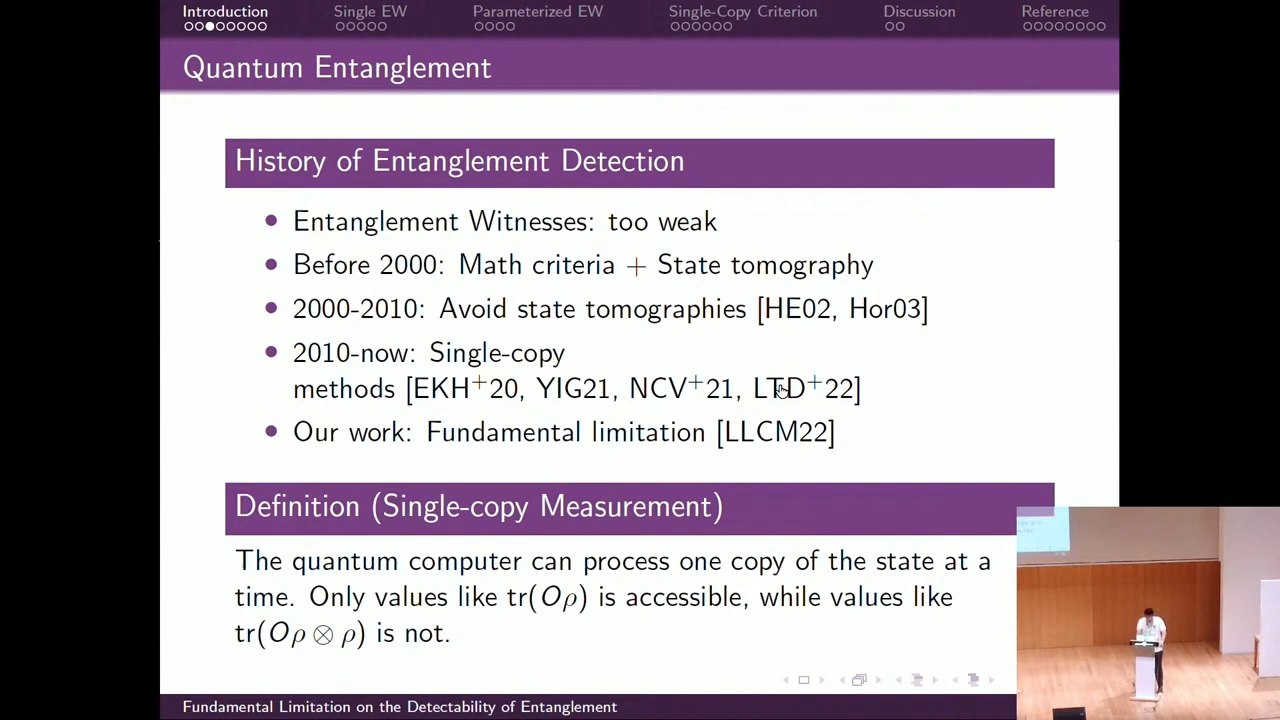 Introduction
Single EW
Parameterized EW
Single-Copy Criterion
Discussion
Reference
Quantum Entanglement
History of Entanglement Detection
Entanglement Witnesses: too weak
Before 2000: Math criteria + State tomography
2000-2010: Avoid state tomographies [HE02, Hor03]
2010-now: Single-copy
methods [EKH⁺20, YIG21, NCV⁺21, LTD⁺22]
Our work: Fundamental limitation [LLCM22]
Definition (Single-copy Measurement)
The quantum computer can process one copy of the state at a
time. Only values like tr(Oρ) is accessible, while values like
tr(Oρ ⊗ ρ) is not.
Fundamental Limitation on the Detectability of Entanglement